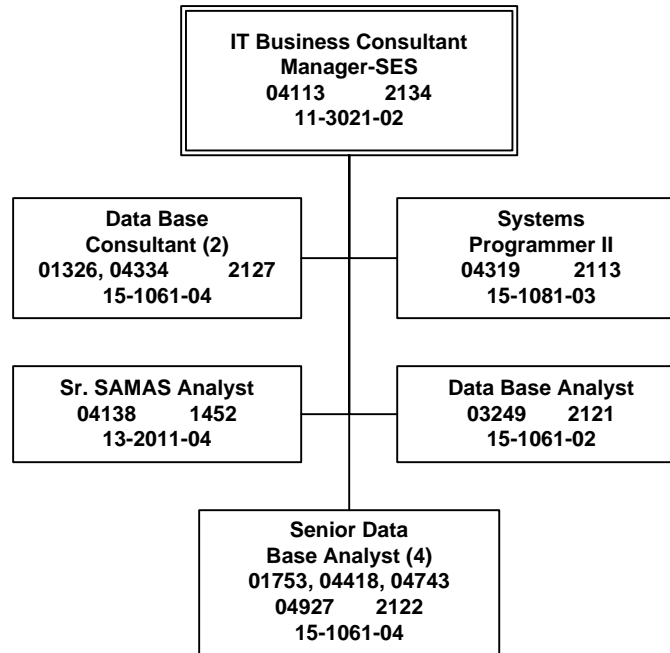 IT Business Consultant
Manager-SES
04113 2134
11-3021-02
Data Base
Consultant (2)
01326, 04334 2127
15-1061-04
Systems
Programmer II
04319 2113
15-1081-03
Sr. SAMAS Analyst
04138 1452
13-2011-04
Data Base Analyst
03249 2121
15-1061-02
Senior Data
Base Analyst (4)
01753, 04418, 04743
04927 2122
15-1061-04